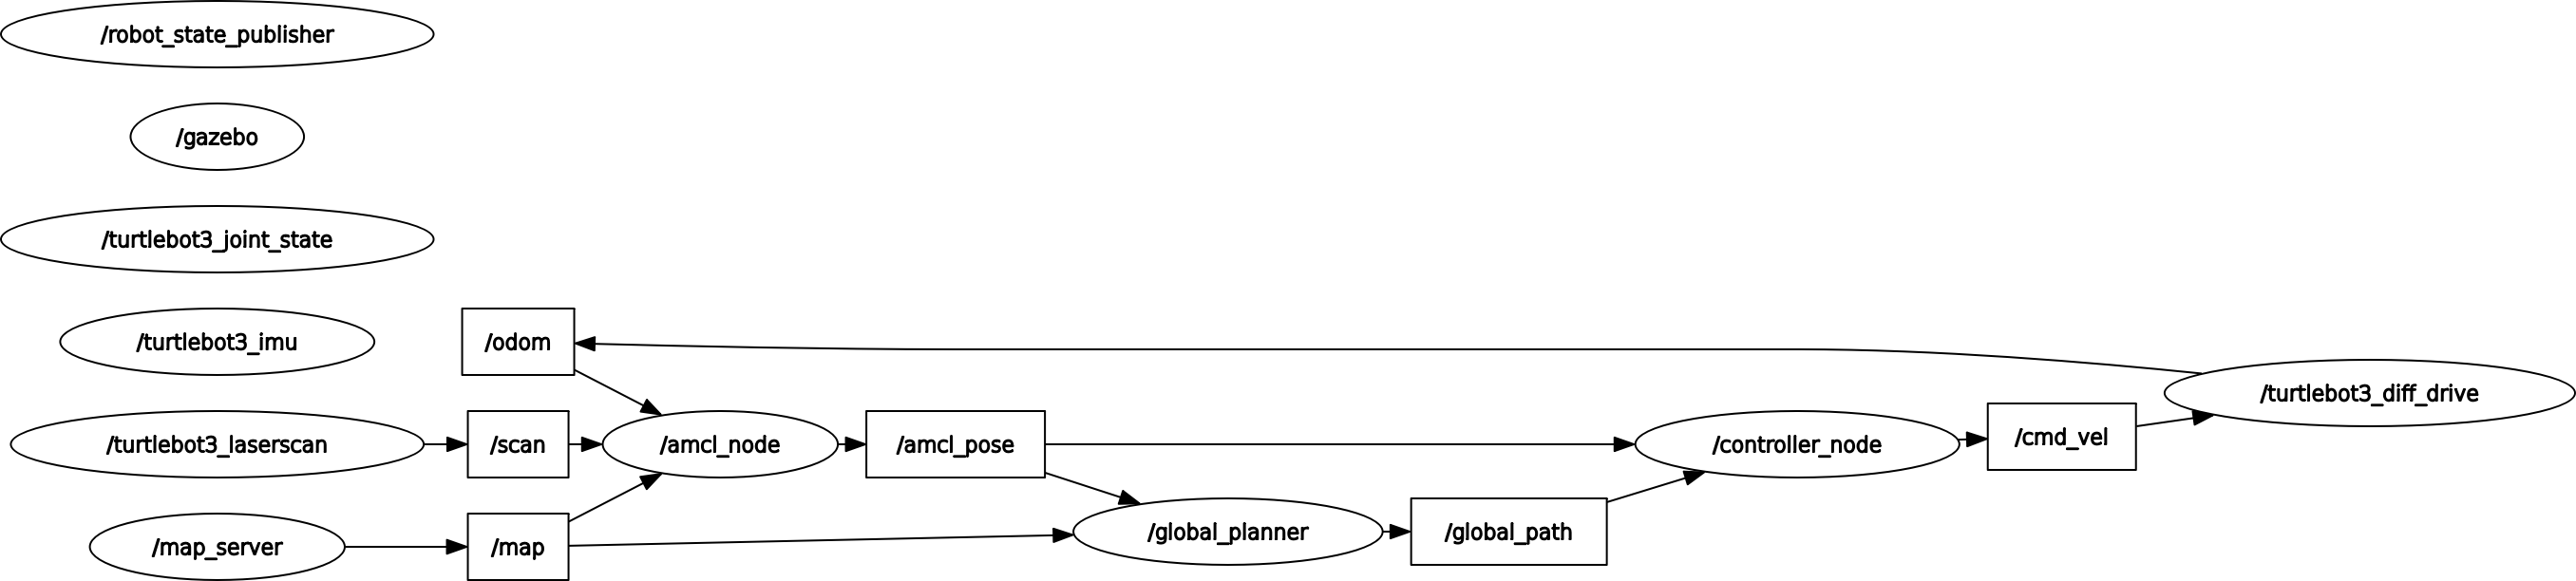 /robot_state_publisher
/gazebo
/turtlebot3_joint_state
/turtlebot3_imu
/odom
/turtlebot3_diff_drive
/turtlebot3_laserscan
/scan
/amcl_node
/amcl_pose
/controller_node
/cmd_vel
/map_server
/map
/global_planner
/global_path